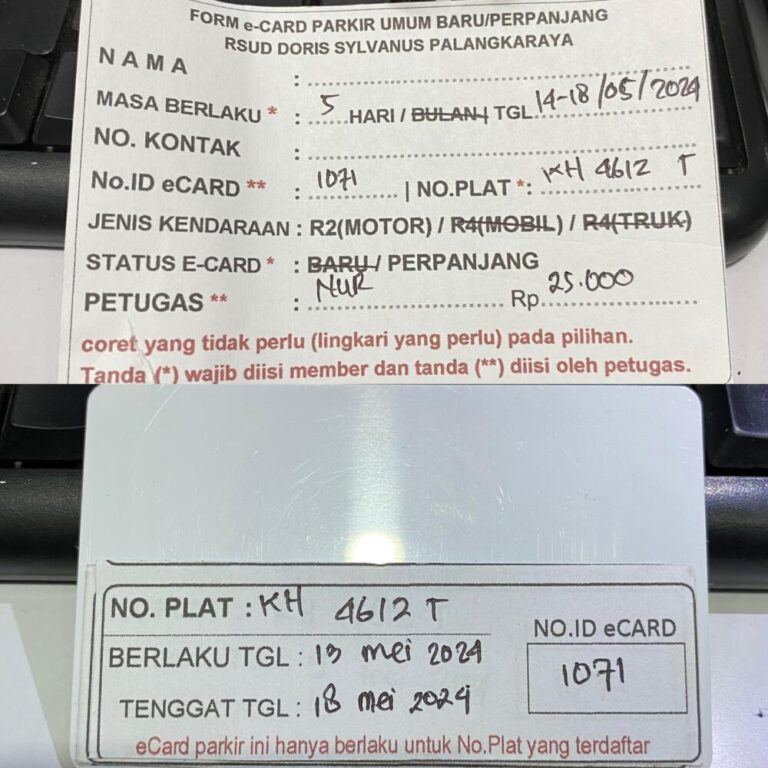 FORM e-CARD PARKIR UMUM BARU/PERPANJANG
RSUD DORIS SYLVANUS PALANGKARAYA
NAMA :
MASA BERLAKU * : 5 HARI / BULAN | TGL 14-18/05/2024
NO. KONTAK :
No.ID eCARD ** : 1071 | NO.PLAT *: KH 4612 T
JENIS KENDARAAN : R2(MOTOR) / R4(MOBIL) / R4(TRUK)
STATUS E-CARD * : BARU / PERPANJANG
PETUGAS ** : NUR Rp. 25.000
coret yang tidak perlu (lingkari yang perlu) pada pilihan.
Tanda (*) wajib diisi member dan tanda (**) diisi oleh petugas.
NO. PLAT : KH 4612 T
BERLAKU TGL : 13 mei 2024
TENGGAT TGL : 18 mei 2024
NO.ID eCARD
1071
eCard parkir ini hanya berlaku untuk No.Plat yang terdaftar